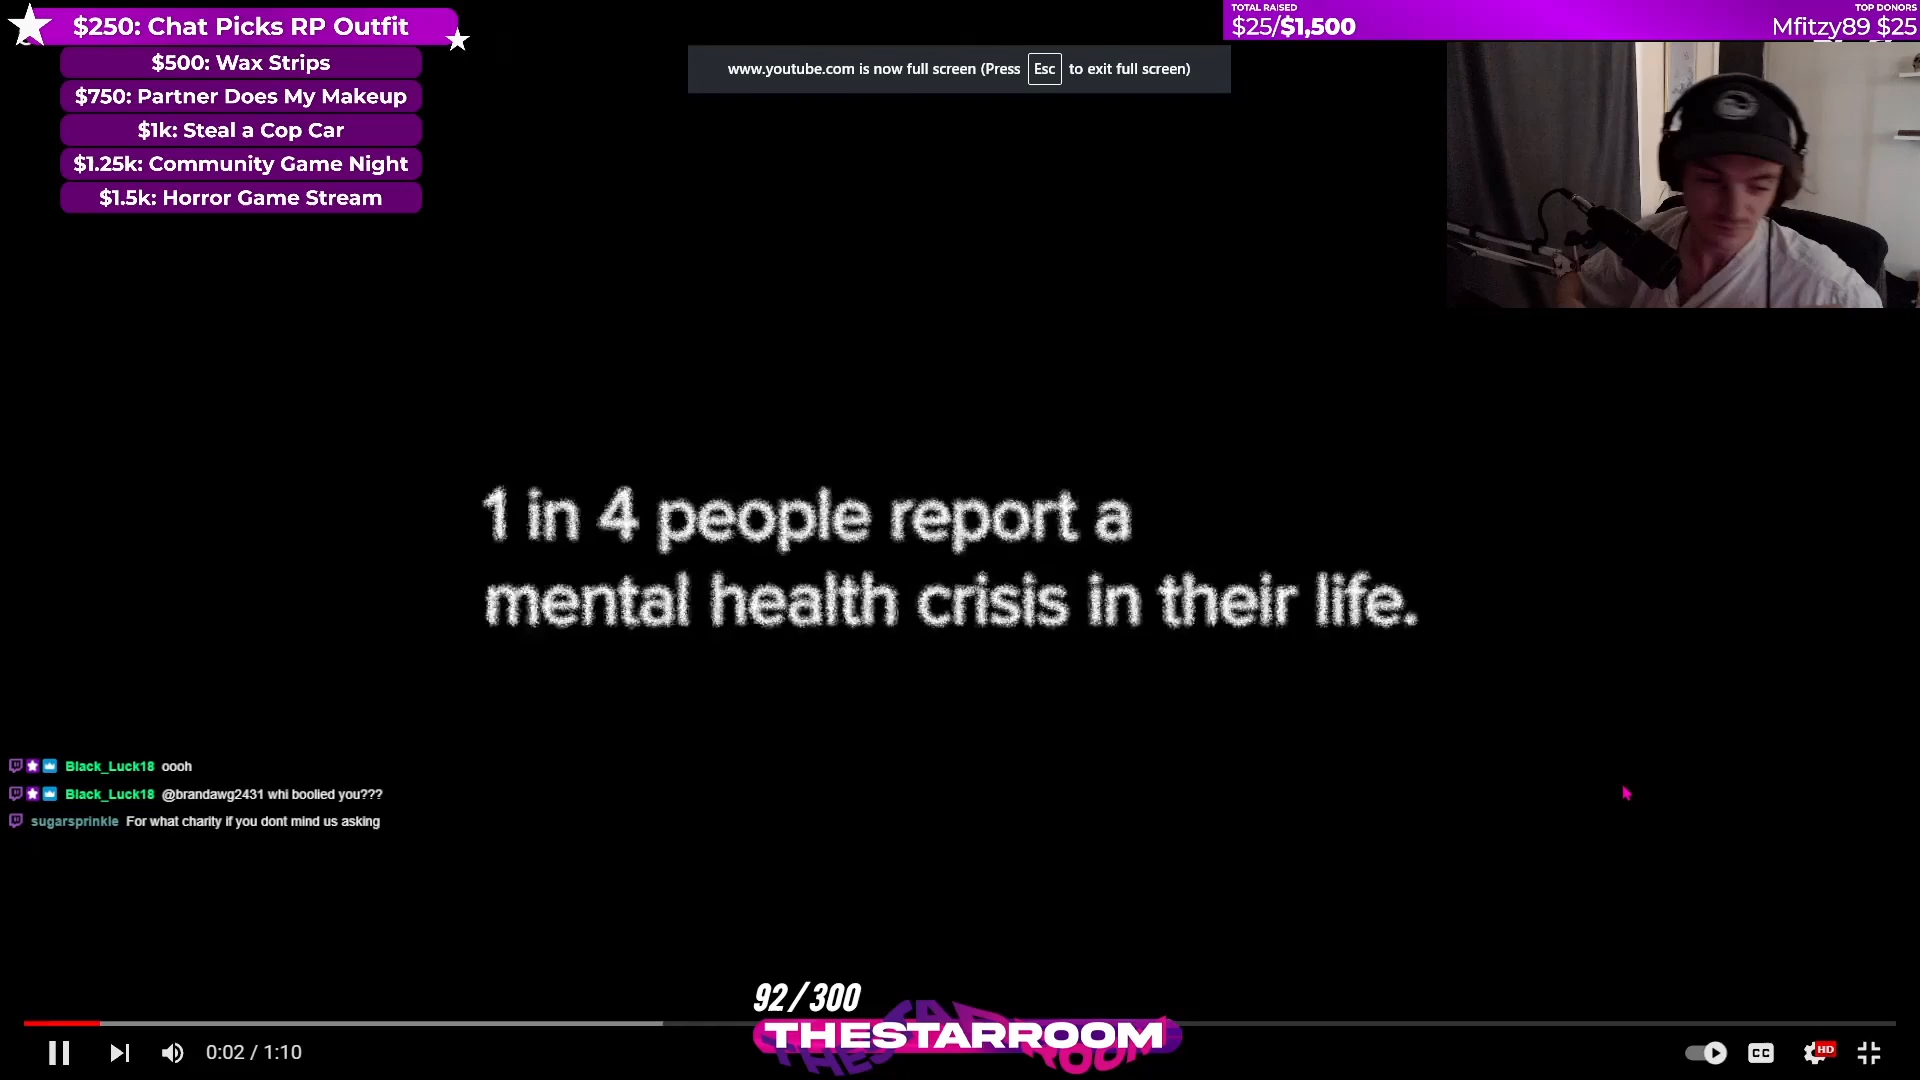 $250: Chat Picks RP Outfit
$500: Wax Strips
$750: Partner Does My Makeup
$1k: Steal a Cop Car
$1.25k: Community Game Night
$1.5k: Horror Game Stream
TOTAL RAISED
$25/$1,500
TOP DONORS
Mfitzy89 $25
www.youtube.com is now full screen (Press Esc to exit full screen)
1 in 4 people report a
mental health crisis in their life.
Black_Luck18 oooh
Black_Luck18 @brandawg2431 whi boolied you???
sugarsprinkle For what charity if you dont mind us asking
92/300
THESTARROOM
0:02 / 1:10
CC
HD